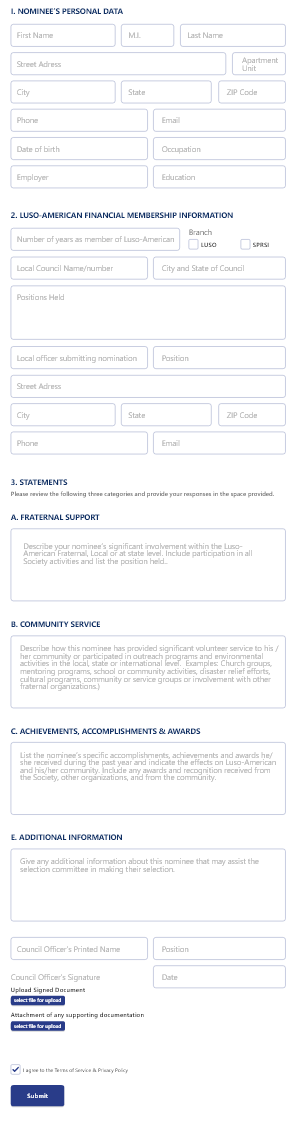 I. NOMINEE'S PERSONAL DATA
First Name
M.I.
Last Name
Street Adress
Apartment
Unit
City
State
ZIP Code
Phone
Email
Date of birth
Occupation
Employer
Education
2. LUSO-AMERICAN FINANCIAL MEMBERSHIP INFORMATION
Number of years as member of Luso-American
Branch
LUSO
SPRSI
Local Council Name/number
City and State of Council
Positions Held
Local officer submitting nomination
Position
Street Adress
City
State
ZIP Code
Phone
Email
3. STATEMENTS
Please review the following three categories and provide your responses in the space provided.
A. FRATERNAL SUPPORT
Describe your nominee's significant involvement within the Luso-
American Fraternal, Local or at state level. Include participation in all
Society activities and list the position held.
B. COMMUNITY SERVICE
Describe how this nominee has provided significant volunteer service to his /
her community or participated in outreach programs and environmental
activities in the local, state or international level. Examples: Church groups,
mentoring programs, school or community activities, disaster relief efforts,
cultural programs, community or service groups or involvement with other
fraternal organizations.)
C. ACHIEVEMENTS, ACCOMPLISHMENTS & AWARDS
List the nominee's specific accomplishments, achievements and awards he/
she received during the past year and indicate the effects on Luso-American
and his/her community. Include any awards and recognition received from
the Society, other organizations, and from the community.
E. ADDITIONAL INFORMATION
Give any additional information about this nominee that may assist the
selection committee in making their selection.
Council Officer's Printed Name
Position
Council Officer's Signature
Date
Upload Signed Document
select file for upload
Attachment of any supporting documentation
select file for upload
I agree to the Terms of Service & Privacy Policy
Submit